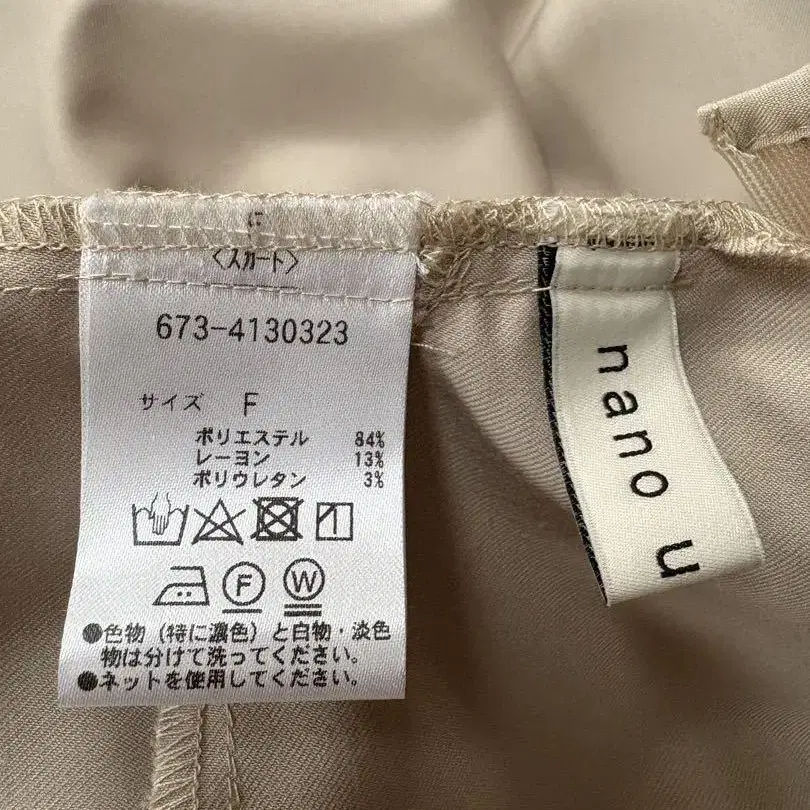 に
〈スカート〉
673-4130323
サイズ F
ポリエステル 84%
レーヨン 13%
ポリウレタン 3%
F W
●色物（特に濃色）と白物・淡色
物は分けて洗ってください。
●ネットを使用してください。
nano u